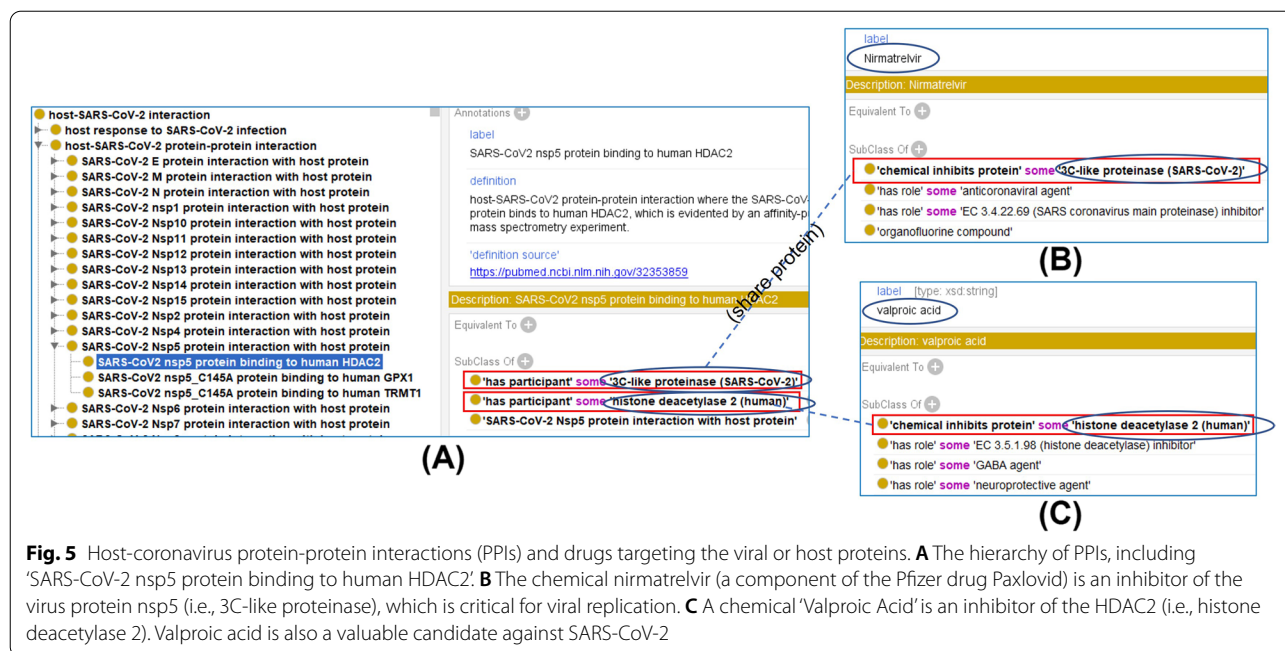 host-SARS-CoV-2 interaction
host response to SARS-CoV-2 infection
host-SARS-CoV-2 protein-protein interaction
SARS-CoV-2 E protein interaction with host protein
SARS-CoV-2 M protein interaction with host protein
SARS-CoV-2 N protein interaction with host protein
SARS-CoV-2 nsp1 protein interaction with host protein
SARS-CoV-2 Nsp10 protein interaction with host protein
SARS-CoV-2 Nsp11 protein interaction with host protein
SARS-CoV-2 Nsp12 protein interaction with host protein
SARS-CoV-2 Nsp13 protein interaction with host protein
SARS-CoV-2 Nsp14 protein interaction with host protein
SARS-CoV-2 Nsp15 protein interaction with host protein
SARS-CoV-2 Nsp2 protein interaction with host protein
SARS-CoV-2 Nsp4 protein interaction with host protein
SARS-CoV-2 Nsp5 protein interaction with host protein
SARS-CoV2 nsp5 protein binding to human HDAC2
SARS-CoV2 nsp5_C145A protein binding to human GPX1
SARS-CoV2 nsp5_C145A protein binding to human TRMT1
SARS-CoV-2 Nsp6 protein interaction with host protein
SARS-CoV-2 Nsp7 protein interaction with host protein
Annotations
label
SARS-CoV2 nsp5 protein binding to human HDAC2
definition
host-SARS-CoV-2 protein-protein interaction where the SARS-CoV-
protein binds to human HDAC2, which is evidented by an affinity-p
mass spectrometry experiment.
'definition source'
https://pubmed.ncbi.nlm.nih.gov/32353859
Description: SARS-CoV2 nsp5 protein binding to human HDAC2
Equivalent To
SubClass Of
'has participant' some '3C-like proteinase (SARS-CoV-2)'
'has participant' some 'histone deacetylase 2 (human)'
'SARS-CoV-2 Nsp5 protein interaction with host protein'
(A)
(share protein)
label
Nirmatrelvir
Description: Nirmatrelvir
Equivalent To
SubClass Of
'chemical inhibits protein' some '3C-like proteinase (SARS-CoV-2)'
'has role' some 'anticoronaviral agent'
'has role' some 'EC 3.4.22.69 (SARS coronavirus main proteinase) inhibitor'
'organofluorine compound'
(B)
label [type: xsd:string]
valproic acid
Description: valproic acid
Equivalent To
SubClass Of
'chemical inhibits protein' some 'histone deacetylase 2 (human)'
'has role' some 'EC 3.5.1.98 (histone deacetylase) inhibitor'
'has role' some 'GABA agent'
'has role' some 'neuroprotective agent'
(C)
Fig. 5 Host-coronavirus protein-protein interactions (PPIs) and drugs targeting the viral or host proteins. A The hierarchy of PPIs, including
‘SARS-CoV-2 nsp5 protein binding to human HDAC2’. B The chemical nirmatrelvir (a component of the Pfizer drug Paxlovid) is an inhibitor of the
virus protein nsp5 (i.e., 3C-like proteinase), which is critical for viral replication. C A chemical ‘Valproic Acid’ is an inhibitor of the HDAC2 (i.e., histone
deacetylase 2). Valproic acid is also a valuable candidate against SARS-CoV-2